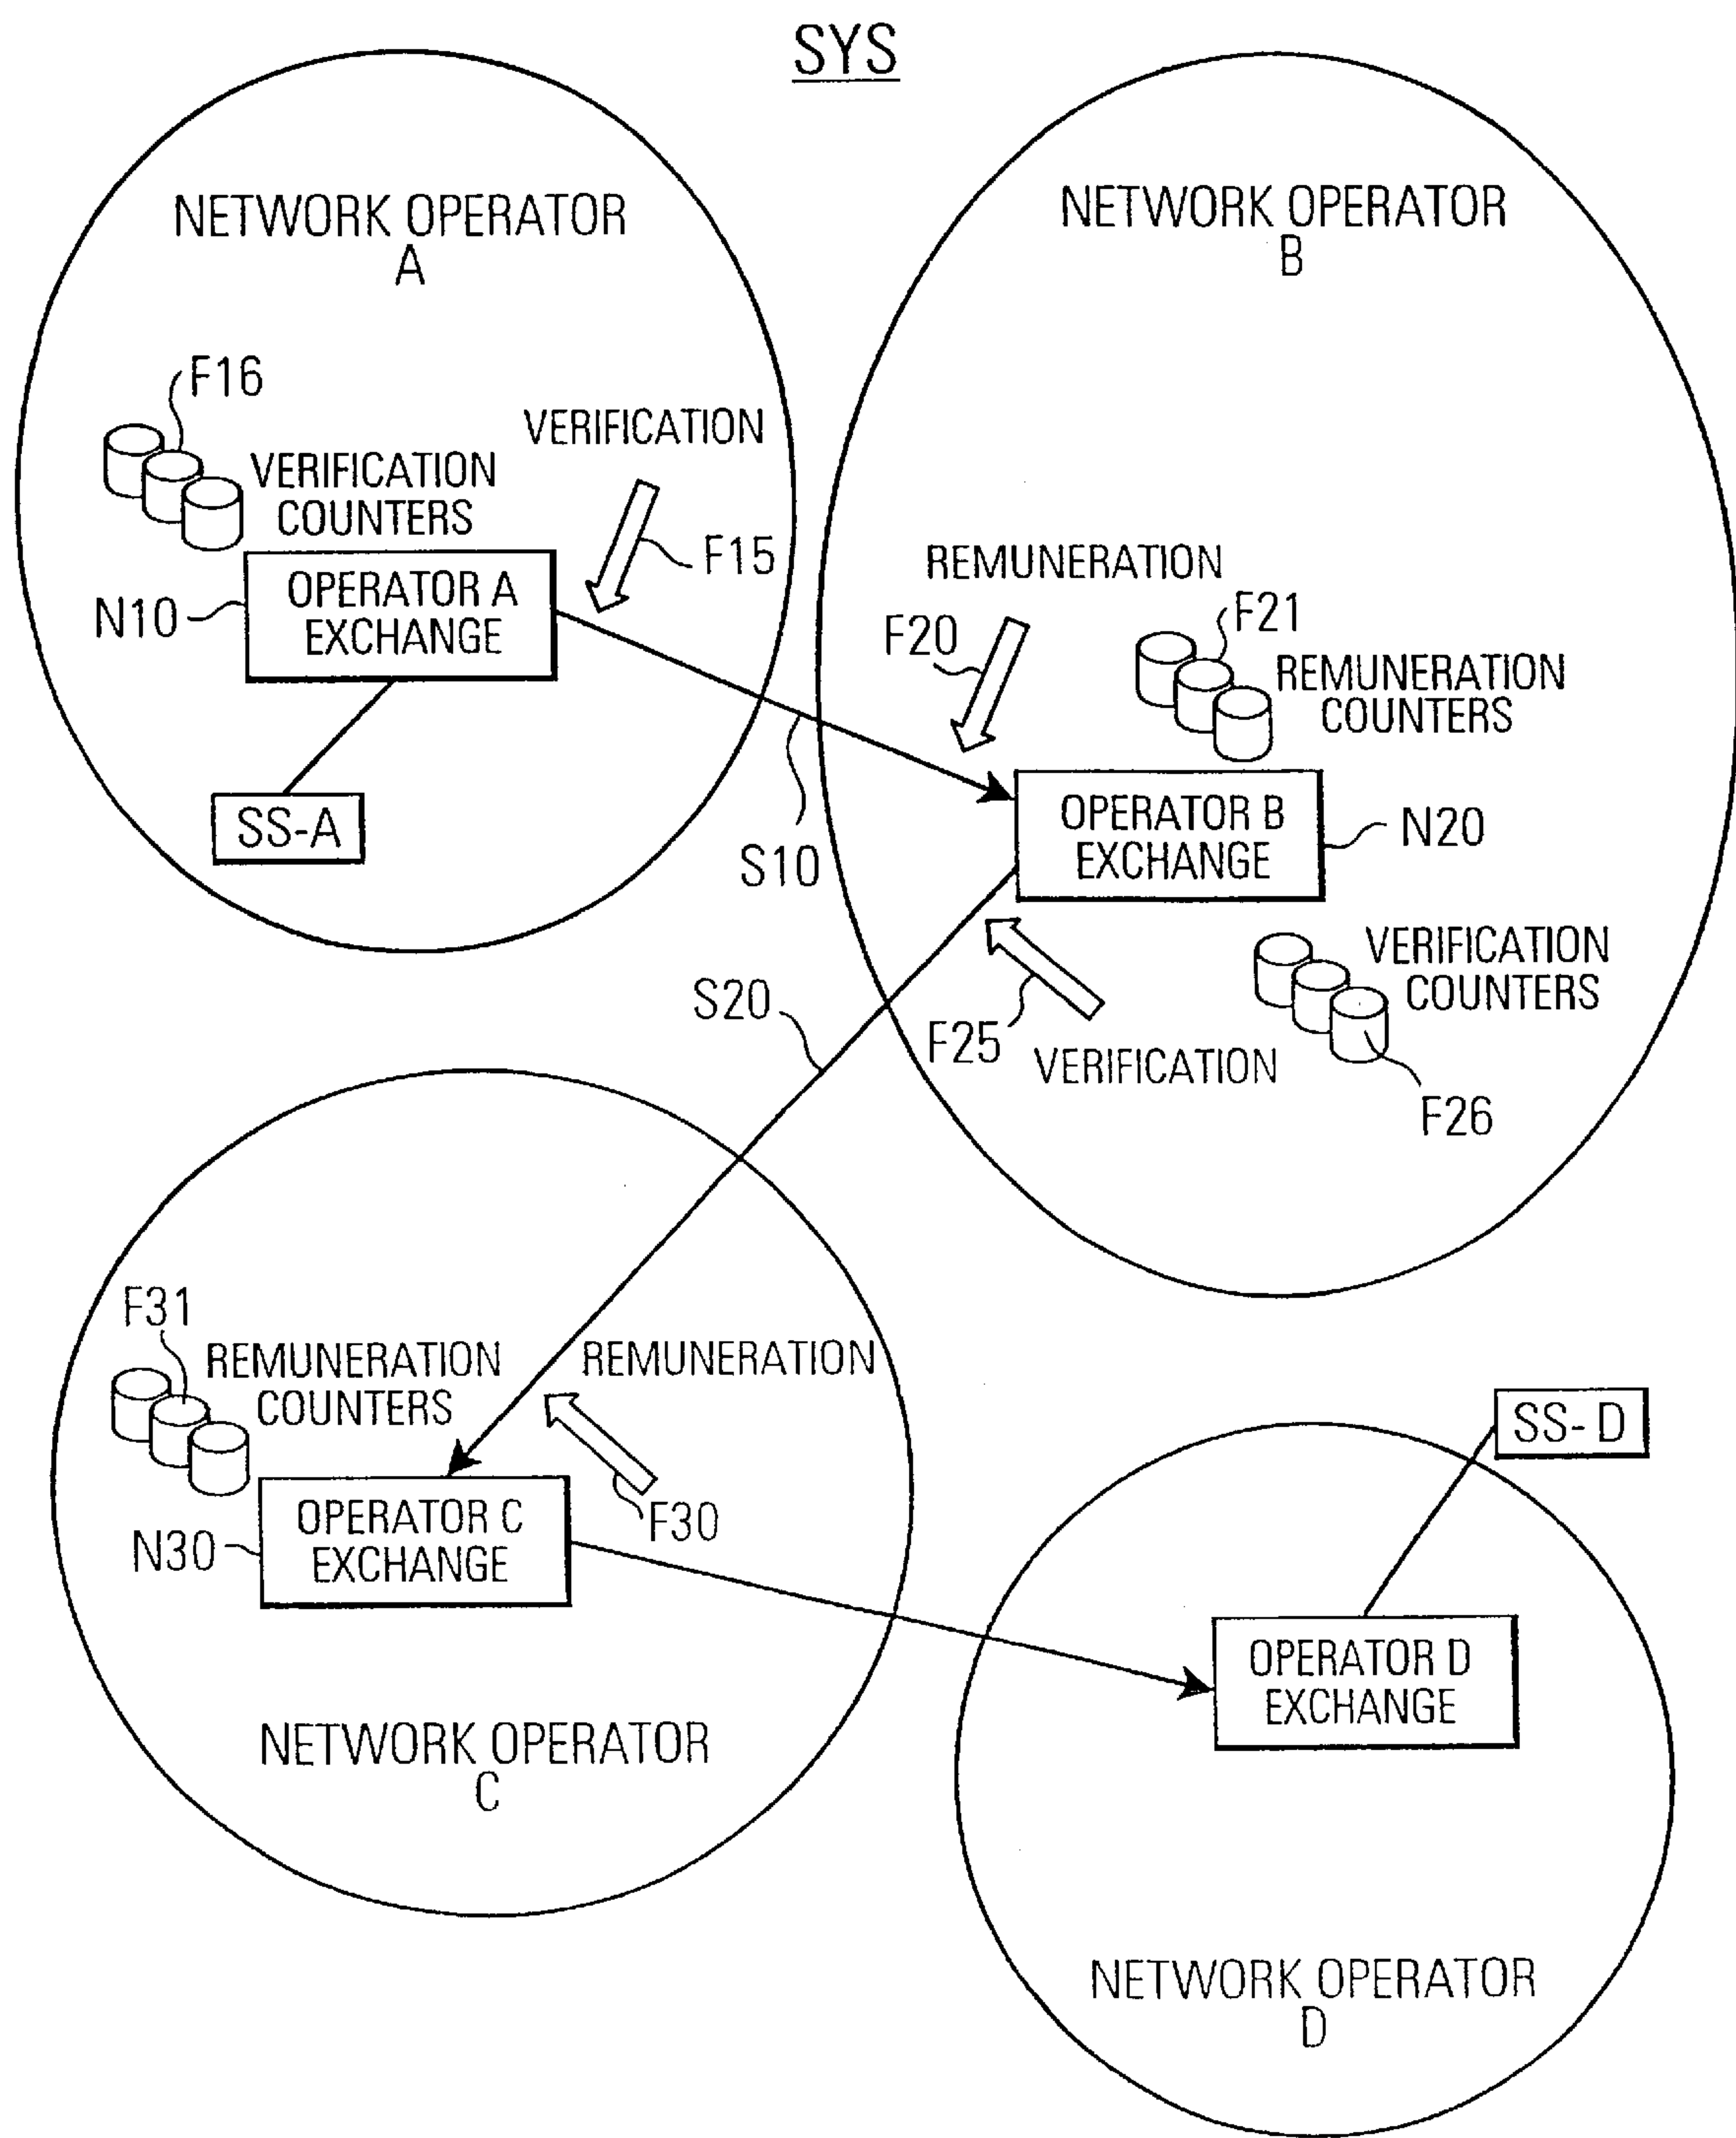 SYS
NETWORK OPERATOR
A
F16
VERIFICATION
COUNTERS
VERIFICATION
F15
N10
OPERATOR A
EXCHANGE
SS-A
S10
NETWORK OPERATOR
B
REMUNERATION
F20
F21
REMUNERATION
COUNTERS
OPERATOR B
EXCHANGE
N20
VERIFICATION
COUNTERS
F25
VERIFICATION
F26
S20
F31
REMUNERATION
COUNTERS
REMUNERATION
F30
N30
OPERATOR C
EXCHANGE
NETWORK OPERATOR
C
SS-D
OPERATOR D
EXCHANGE
NETWORK OPERATOR
D